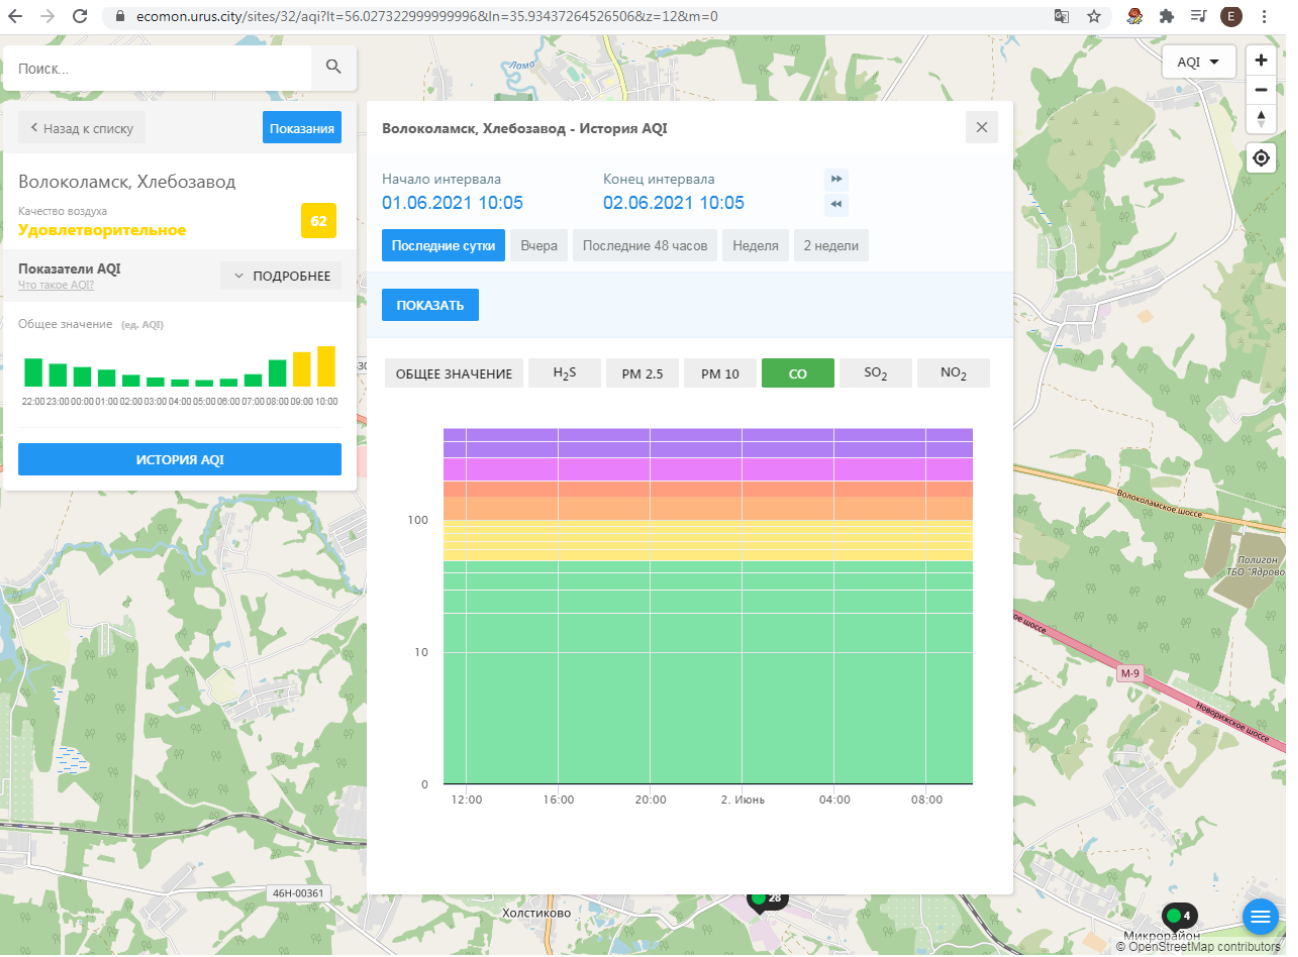 ecomon.urus.city/sites/32/aqi?lt=56.027322999999996&ln=35.93437264526506&z=12&m=0
E
Поиск...
AQI
+
−
Лама
Назад к списку
Показания
Волоколамск, Хлебозавод
Качество воздуха
Удовлетворительное
62
Показатели AQI
Что такое AQI?
ПОДРОБНЕЕ
Общее значение (ед. AQI)
22:00 23:00 00:00 01:00 02:00 03:00 04:00 05:00 06:00 07:00 08:00 09:00 10:00
ИСТОРИЯ AQI
Волоколамск, Хлебозавод - История AQI
Начало интервала
Конец интервала
01.06.2021 10:05
02.06.2021 10:05
Последние сутки
Вчера
Последние 48 часов
Неделя
2 недели
ПОКАЗАТЬ
ОБЩЕЕ ЗНАЧЕНИЕ
H2S
PM 2.5
PM 10
CO
SO2
NO2
100
10
0
12:00
16:00
20:00
2. Июнь
04:00
08:00
Волоколамское шоссе
Полигон
ТБО "Ядрово
ое шоссе
М-9
Новорижское шоссе
46Н-00361
Холстиково
28
4
Микрорайон
© OpenStreetMap contributors